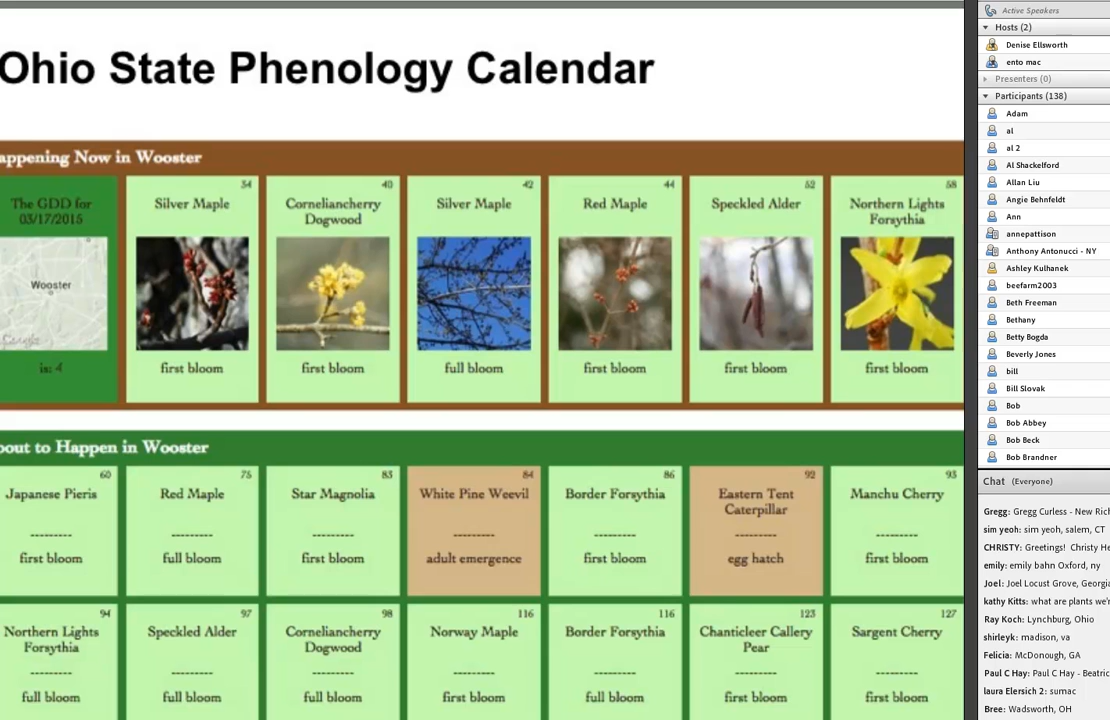 Ohio State Phenology Calendar
appening Now in Wooster
The GDD for
03/17/2015
Wooster
Google
is: 4
34
Silver Maple
first bloom
40
Corneliancherry
Dogwood
first bloom
42
Silver Maple
full bloom
44
Red Maple
first bloom
52
Speckled Alder
first bloom
58
Northern Lights
Forsythia
first bloom
bout to Happen in Wooster
60
Japanese Pieris
---------
first bloom
75
Red Maple
---------
full bloom
83
Star Magnolia
---------
first bloom
84
White Pine Weevil
---------
adult emergence
86
Border Forsythia
---------
first bloom
92
Eastern Tent
Caterpillar
---------
egg hatch
93
Manchu Cherry
---------
first bloom
94
Northern Lights
Forsythia
---------
full bloom
97
Speckled Alder
---------
full bloom
98
Corneliancherry
Dogwood
---------
full bloom
116
Norway Maple
---------
first bloom
116
Border Forsythia
---------
full bloom
123
Chanticleer Callery
Pear
---------
first bloom
127
Sargent Cherry
---------
first bloom
Active Speakers
Hosts (2)
Denise Ellsworth
ento mac
Presenters (0)
Participants (138)
Adam
al
al 2
Al Shackelford
Allan Liu
Angie Behnfeldt
Ann
annepattison
Anthony Antonucci - NY
Ashley Kulhanek
beefarm2003
Beth Freeman
Bethany
Betty Bogda
Beverly Jones
bill
Bill Slovak
Bob
Bob Abbey
Bob Beck
Bob Brandner
Chat (Everyone)
Gregg: Gregg Curless - New Rich
sim yeoh: sim yeoh, salem, CT
CHRISTY: Greetings! Christy He
emily: emily bahn Oxford, ny
Joel: Joel Locust Grove, Georgia
kathy Kitts: what are plants we'r
Ray Koch: Lynchburg, Ohio
shirleyk: madison, va
Felicia: McDonough, GA
Paul C Hay: Paul C Hay - Beatric
laura Elersich 2: sumac
Bree: Wadsworth, OH